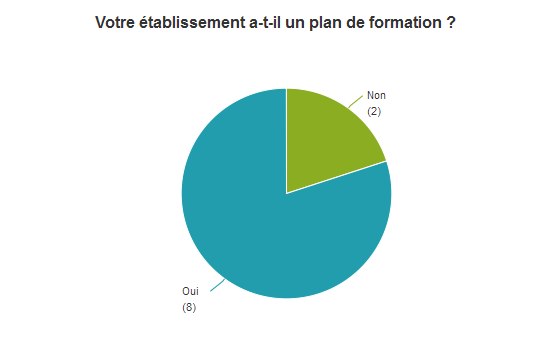 Votre établissement a-t-il un plan de formation ?
Non
(2)
Oui
(8)